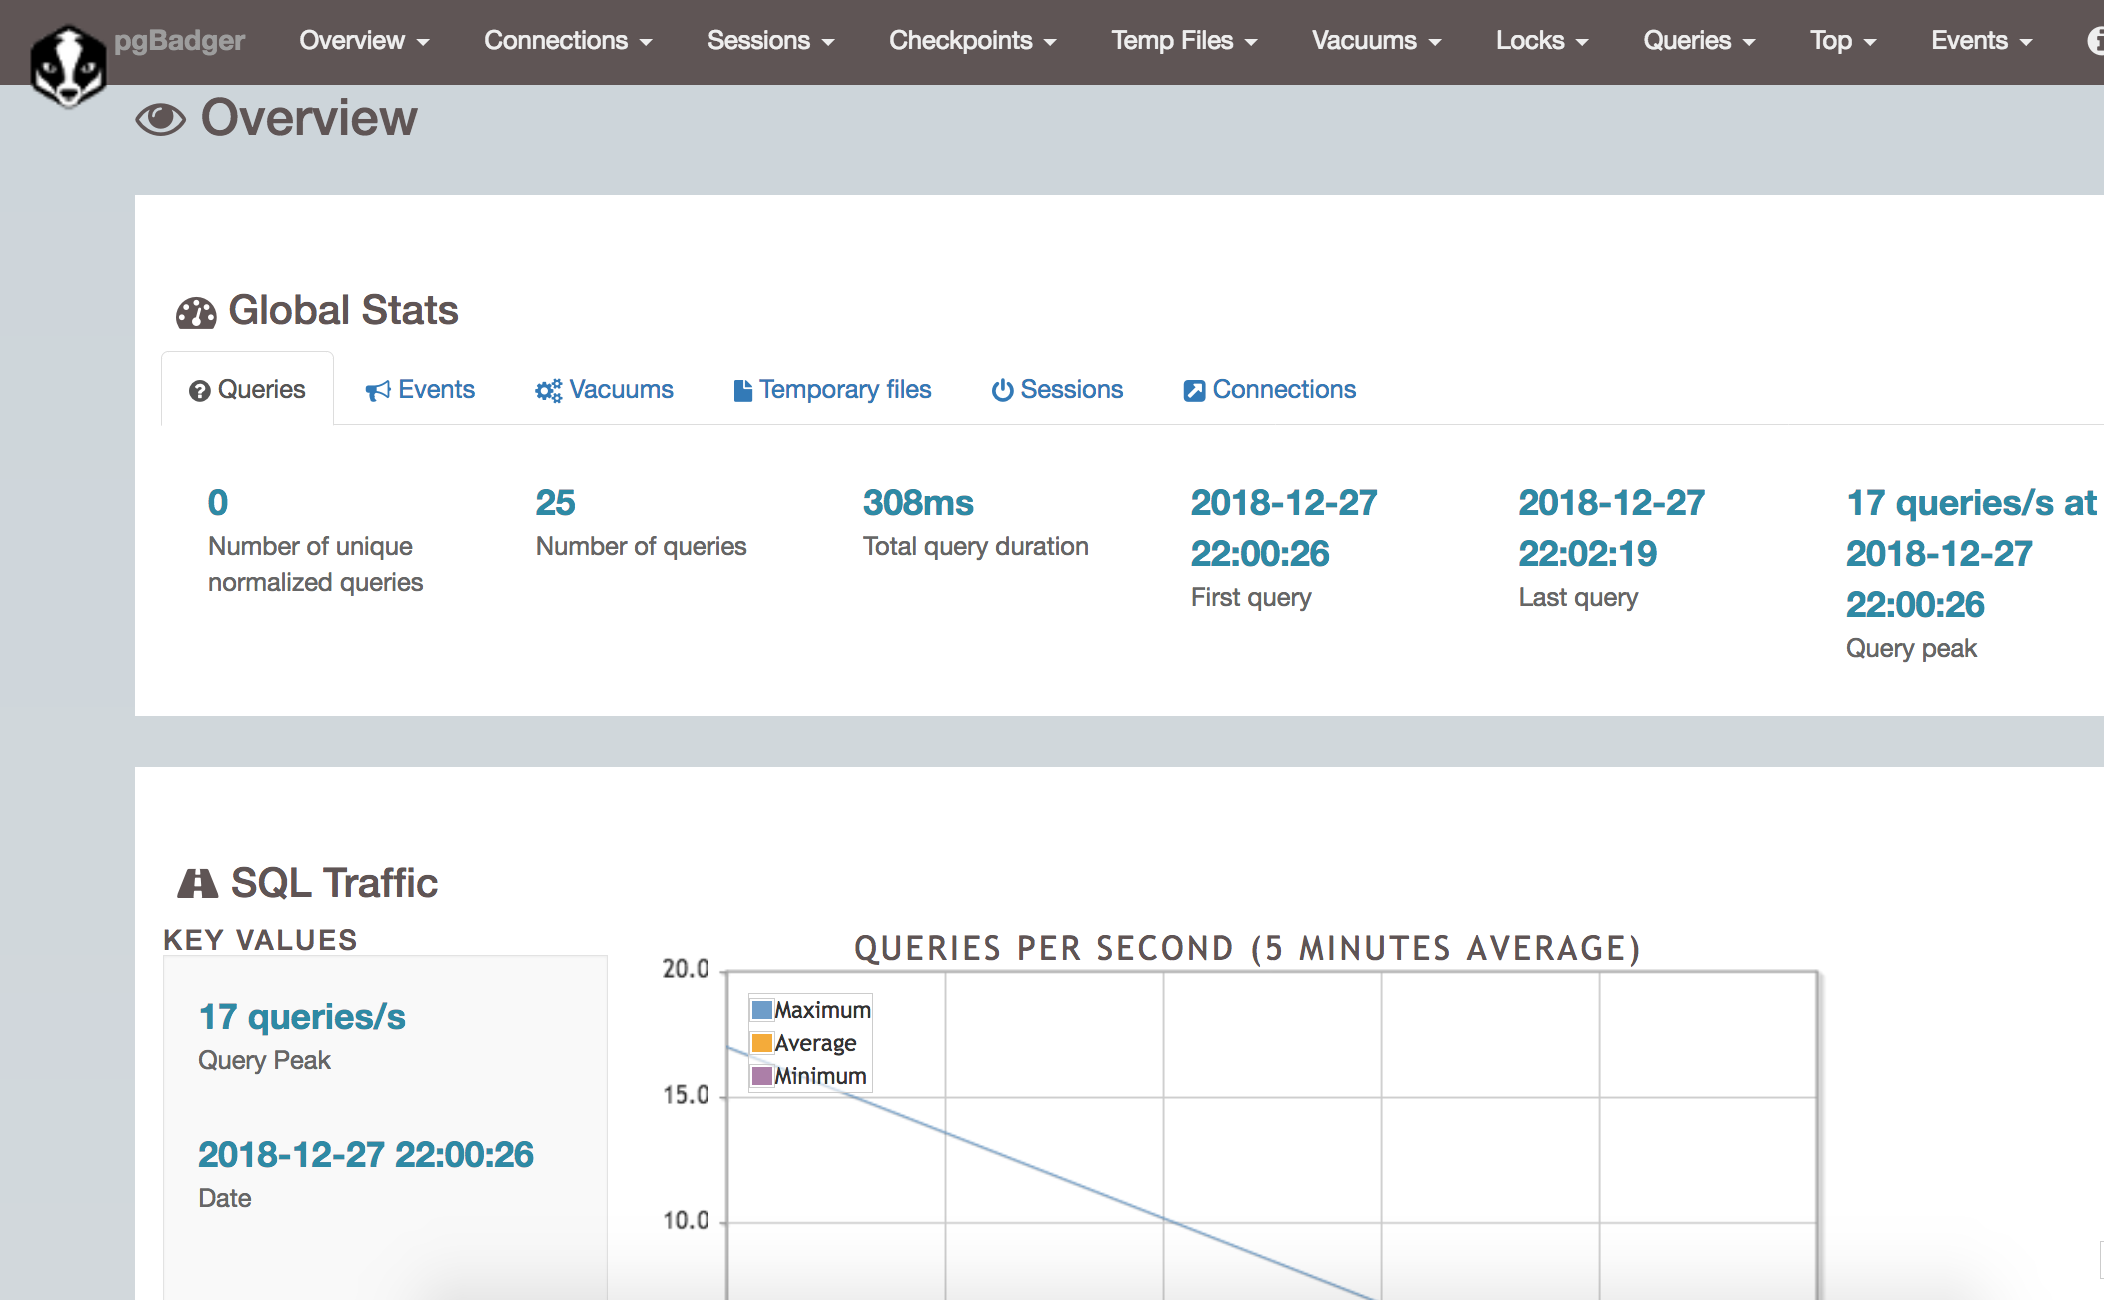 pgBadger Overview Connections Sessions Checkpoints Temp Files Vacuums Locks Queries Top Events
Overview
Global Stats
Queries Events Vacuums Temporary files Sessions Connections
0
Number of unique
normalized queries
25
Number of queries
308ms
Total query duration
2018-12-27
22:00:26
First query
2018-12-27
22:02:19
Last query
17 queries/s at
2018-12-27
22:00:26
Query peak
SQL Traffic
KEY VALUES
17 queries/s
Query Peak
2018-12-27 22:00:26
Date
QUERIES PER SECOND (5 MINUTES AVERAGE)
20.0
Maximum
Average
Minimum
15.0
10.0